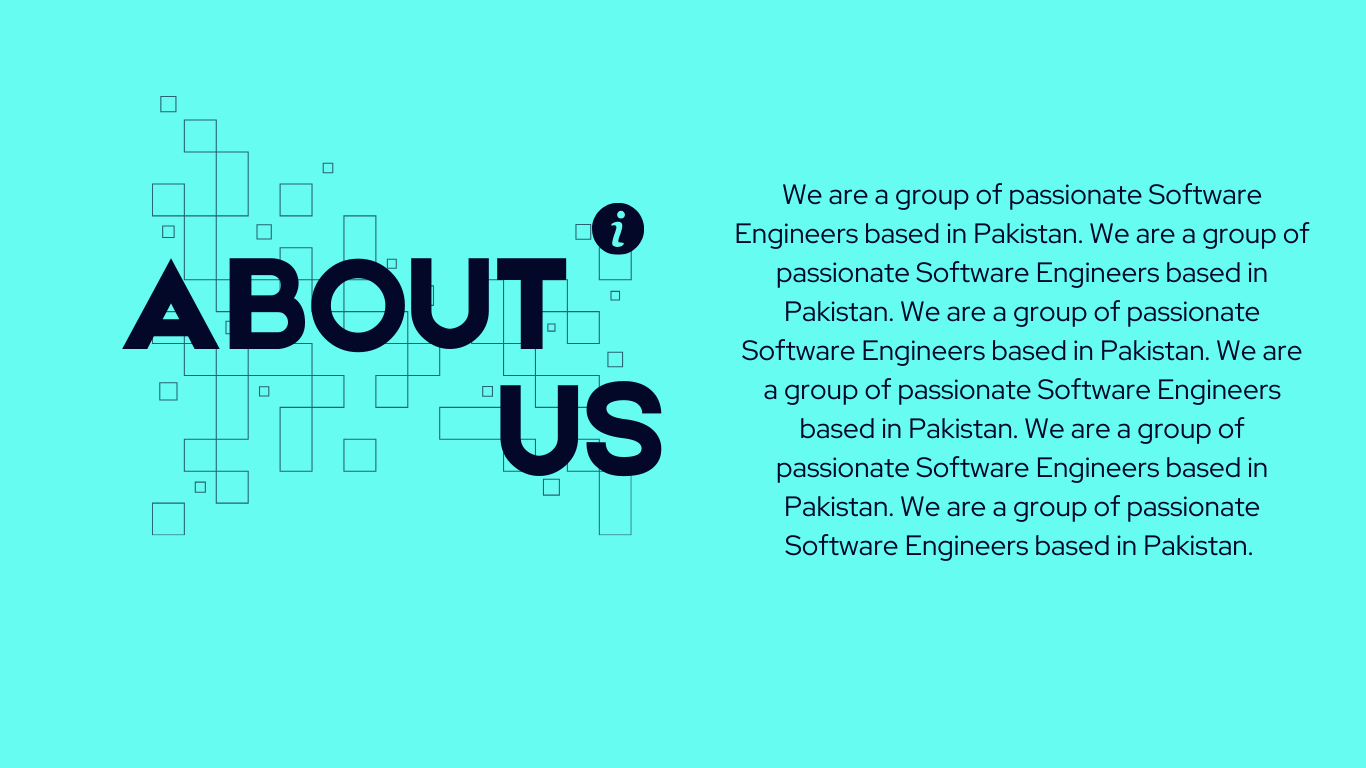 ABOUT
US
i
We are a group of passionate Software
Engineers based in Pakistan. We are a group of
passionate Software Engineers based in
Pakistan. We are a group of passionate
Software Engineers based in Pakistan. We are
a group of passionate Software Engineers
based in Pakistan. We are a group of
passionate Software Engineers based in
Pakistan. We are a group of passionate
Software Engineers based in Pakistan.